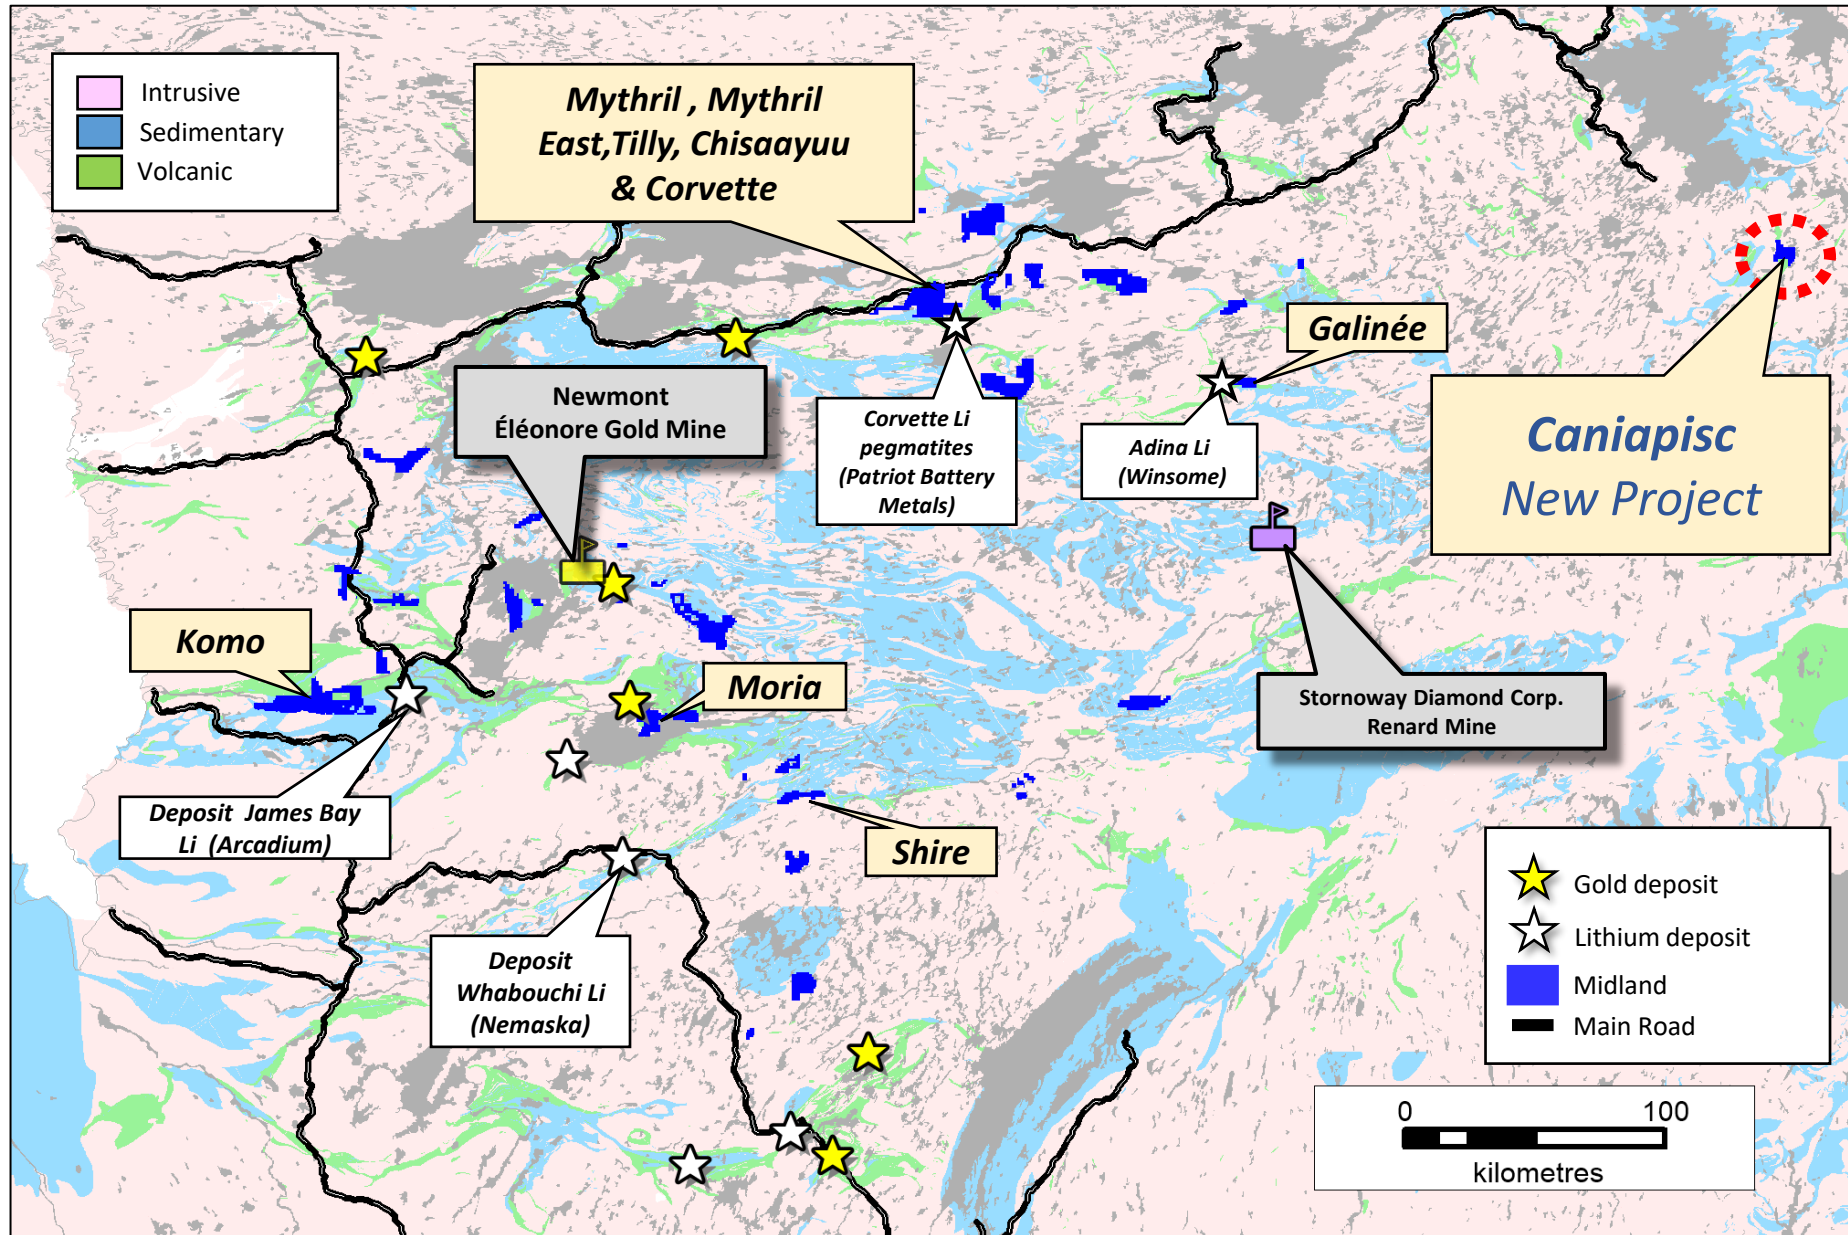 Intrusive
Sedimentary
Volcanic
Mythril , Mythril
East,Tilly, Chisaayuu
& Corvette
Galinée
Newmont
Éléonore Gold Mine
Corvette Li
pegmatites
(Patriot Battery
Metals)
Adina Li
(Winsome)
Caniapisc
New Project
Komo
Moria
Stornoway Diamond Corp.
Renard Mine
Deposit James Bay
Li (Arcadium)
Shire
Deposit
Whabouchi Li
(Nemaska)
Gold deposit
Lithium deposit
Midland
Main Road
0 100
kilometres